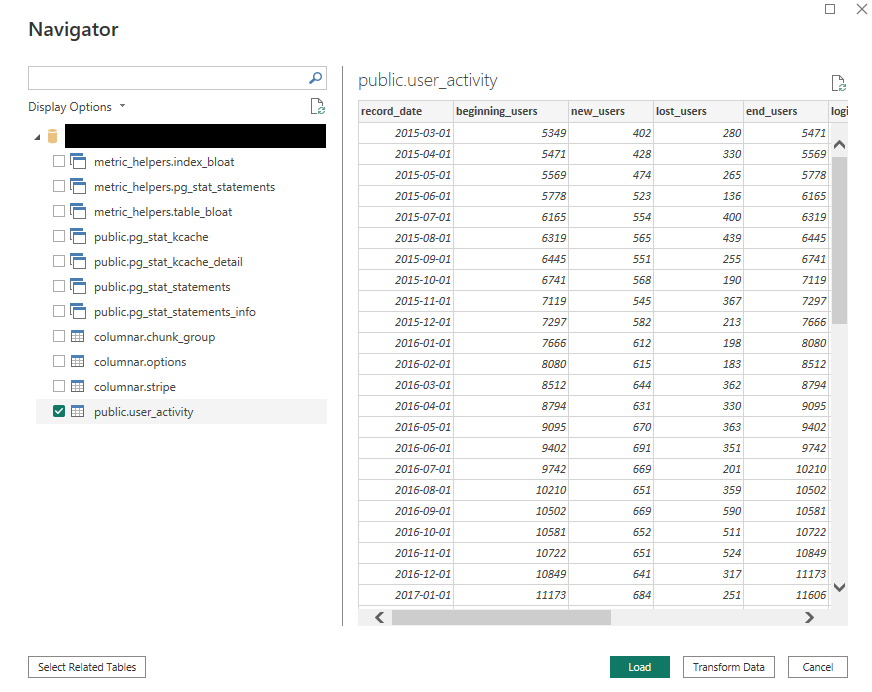 Navigator
Display Options
metric_helpers.index_bloat
metric_helpers.pg_stat_statements
metric_helpers.table_bloat
public.pg_stat_kcache
public.pg_stat_kcache_detail
public.pg_stat_statements
public.pg_stat_statements_info
columnar.chunk_group
columnar.options
columnar.stripe
public.user_activity
public.user_activity
record_date beginning_users new_users lost_users end_users logi
2015-03-01 5349 402 280 5471
2015-04-01 5471 428 330 5569
2015-05-01 5569 474 265 5778
2015-06-01 5778 523 136 6165
2015-07-01 6165 554 400 6319
2015-08-01 6319 565 439 6445
2015-09-01 6445 551 255 6741
2015-10-01 6741 568 190 7119
2015-11-01 7119 545 367 7297
2015-12-01 7297 582 213 7666
2016-01-01 7666 612 198 8080
2016-02-01 8080 615 183 8512
2016-03-01 8512 644 362 8794
2016-04-01 8794 631 330 9095
2016-05-01 9095 670 363 9402
2016-06-01 9402 691 351 9742
2016-07-01 9742 669 201 10210
2016-08-01 10210 651 359 10502
2016-09-01 10502 669 590 10581
2016-10-01 10581 652 511 10722
2016-11-01 10722 651 524 10849
2016-12-01 10849 641 317 11173
2017-01-01 11173 684 251 11606
Select Related Tables
Load
Transform Data
Cancel